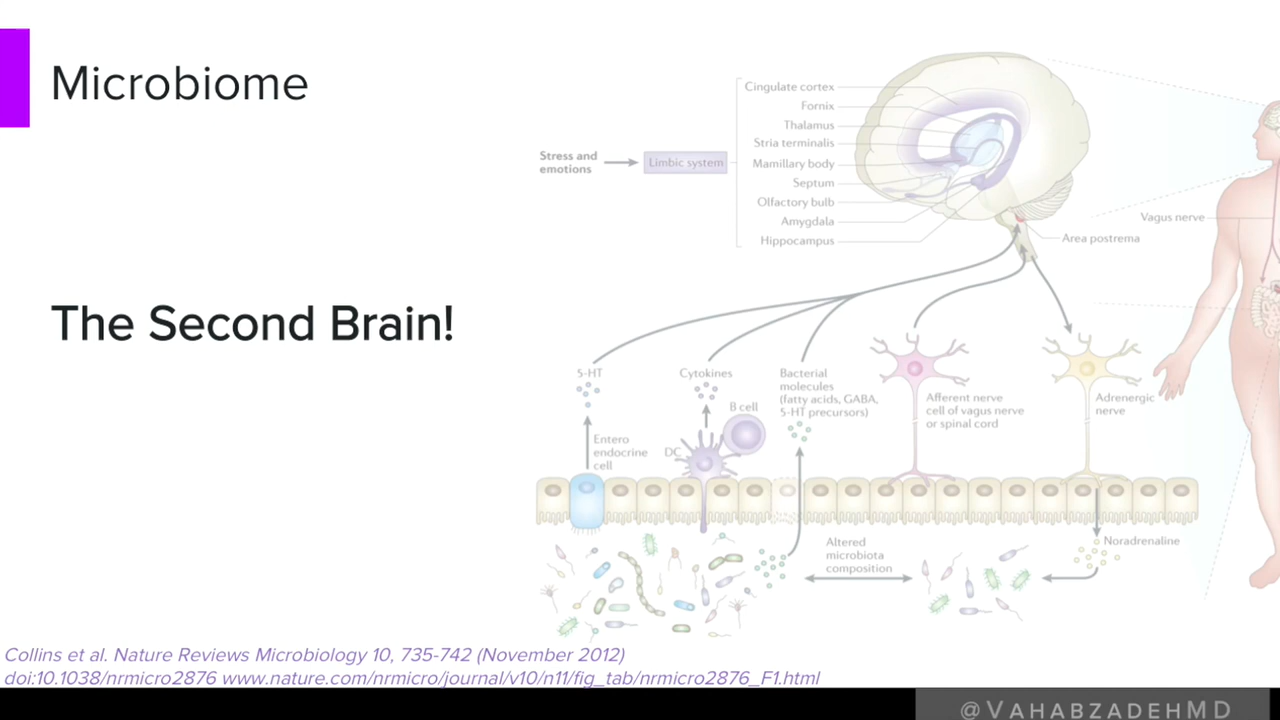 Microbiome
The Second Brain!
Stress and
emotions
Limbic system
Cingulate cortex
Fornix
Thalamus
Stria terminalis
Mamillary body
Septum
Olfactory bulb
Amygdala
Hippocampus
Area postrema
Vagus nerve
5-HT
Cytokines
Bacterial
molecules
(fatty acids, GABA,
5-HT precursors)
B cell
DC
Entero
endocrine
cell
Afferent nerve
cell of vagus nerve
or spinal cord
Adrenergic
nerve
Altered
microbiota
composition
Noradrenaline
Collins et al. Nature Reviews Microbiology 10, 735-742 (November 2012)
doi:10.1038/nrmicro2876 www.nature.com/nrmicro/journal/v10/n11/fig_tab/nrmicro2876_F1.html
@VAHABZADEHMD